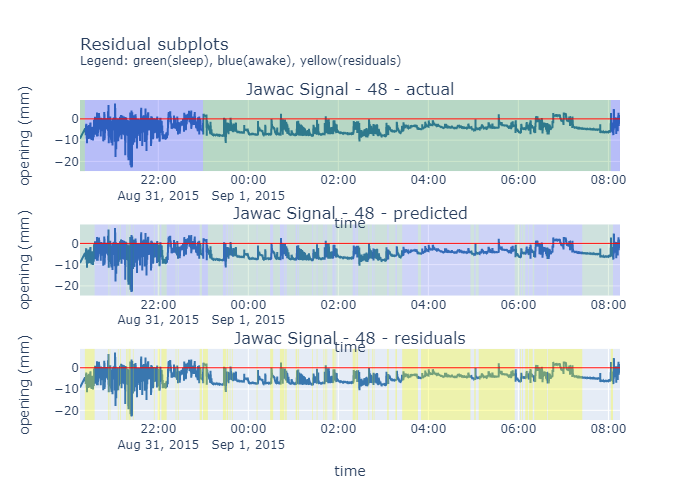 Residual subplots
Legend: green(sleep), blue(awake), yellow(residuals)
Jawac Signal - 48 - actual
opening (mm)
0
−10
−20
22:00 00:00 02:00 04:00 06:00 08:00
Aug 31, 2015 Sep 1, 2015
time
Jawac Signal - 48 - predicted
opening (mm)
0
−10
−20
22:00 00:00 02:00 04:00 06:00 08:00
Aug 31, 2015 Sep 1, 2015
time
Jawac Signal - 48 - residuals
opening (mm)
0
−10
−20
22:00 00:00 02:00 04:00 06:00 08:00
Aug 31, 2015 Sep 1, 2015
time